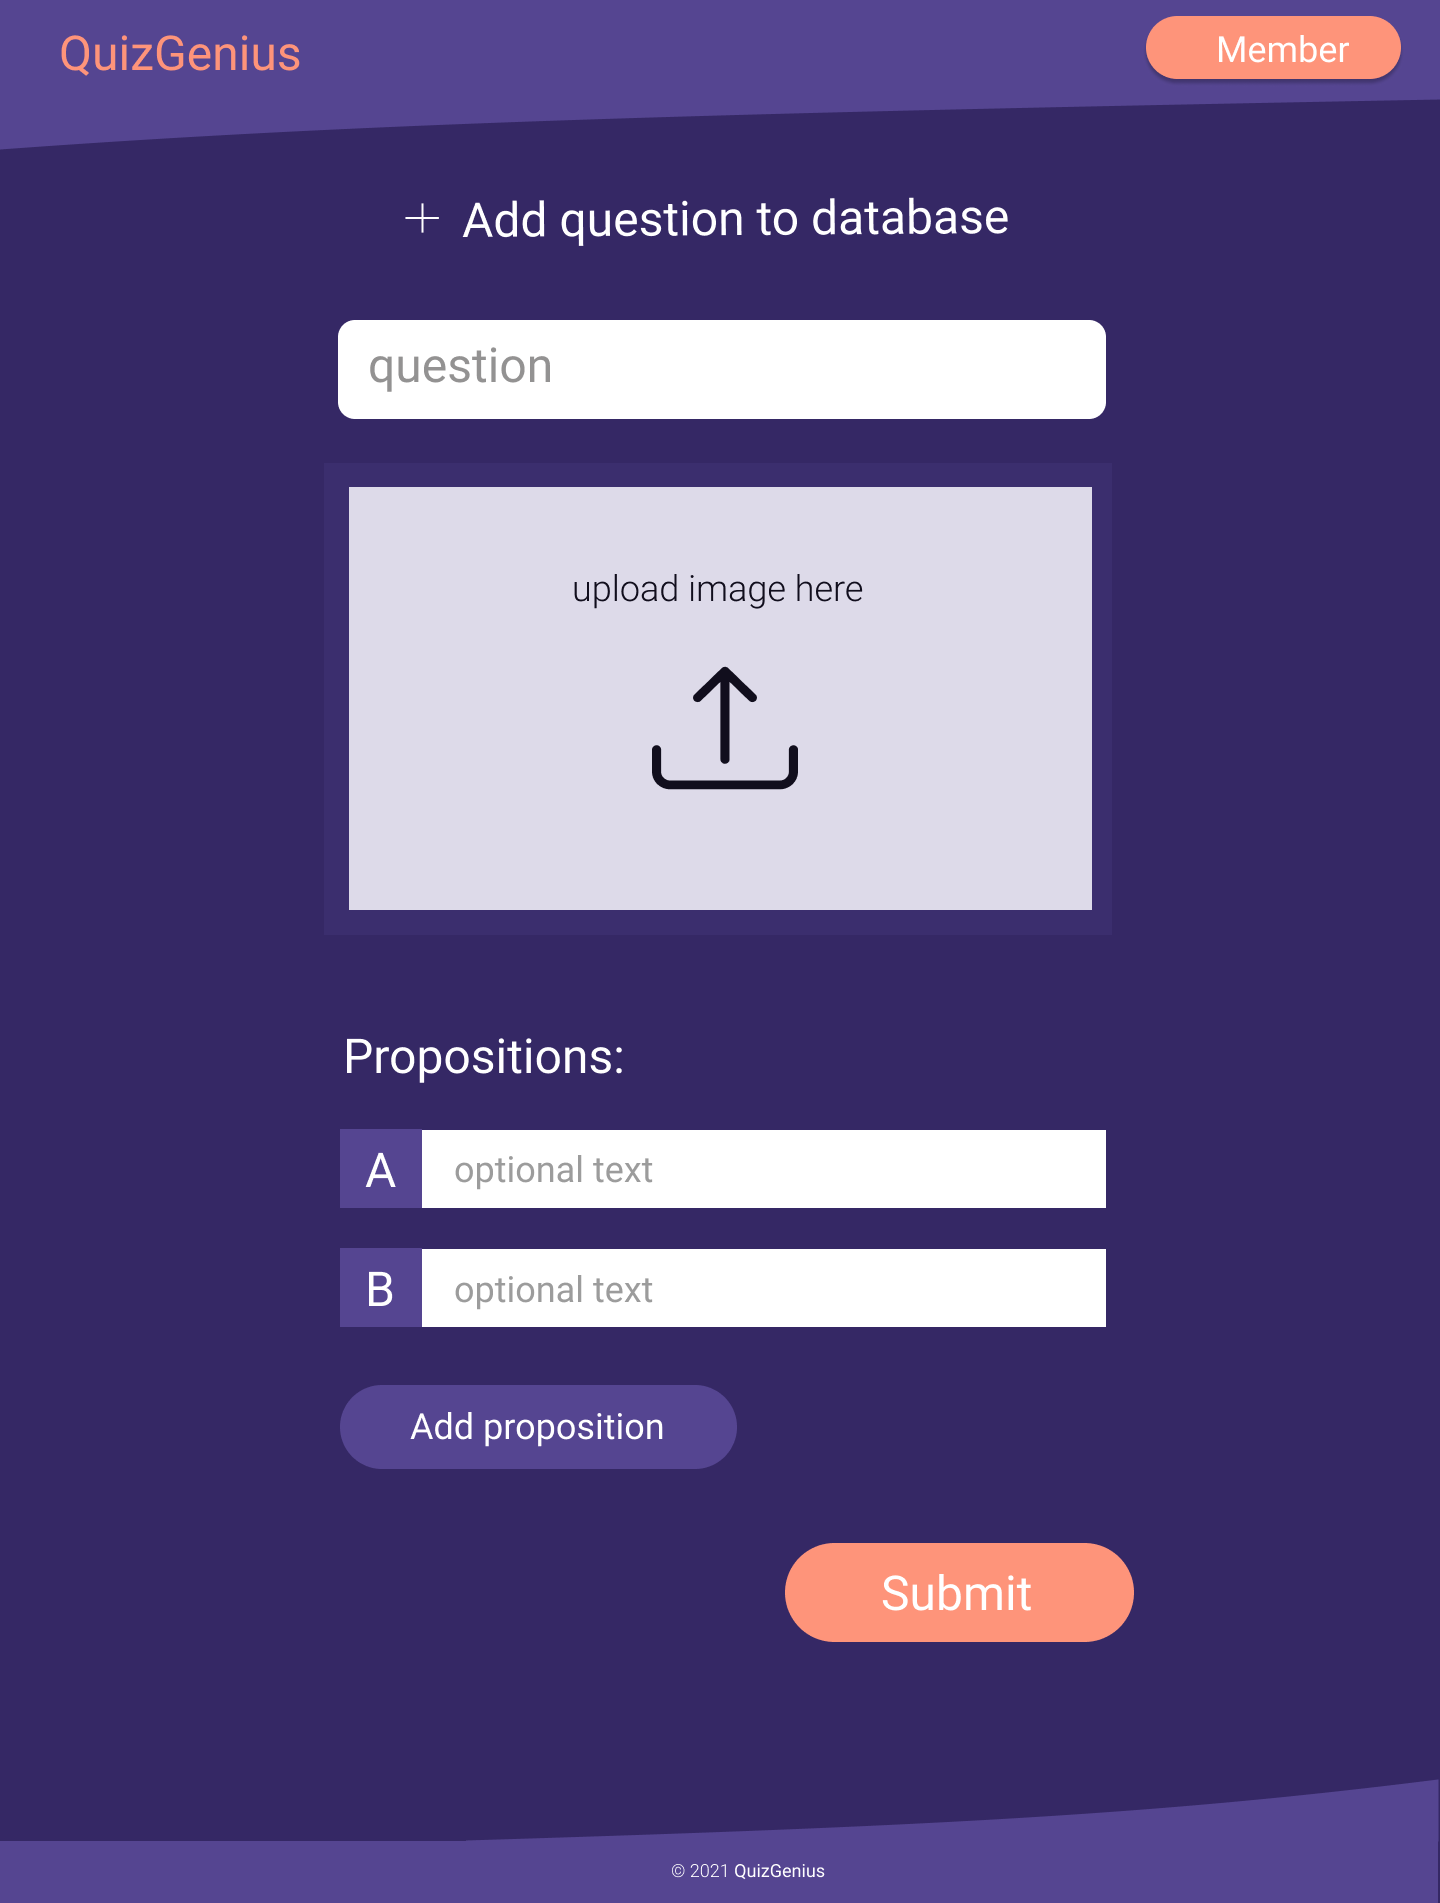 QuizGenius
Member
Add question to database
question
upload image here
Propositions:
A optional text
B optional text
Add proposition
Submit
© 2021 QuizGenius